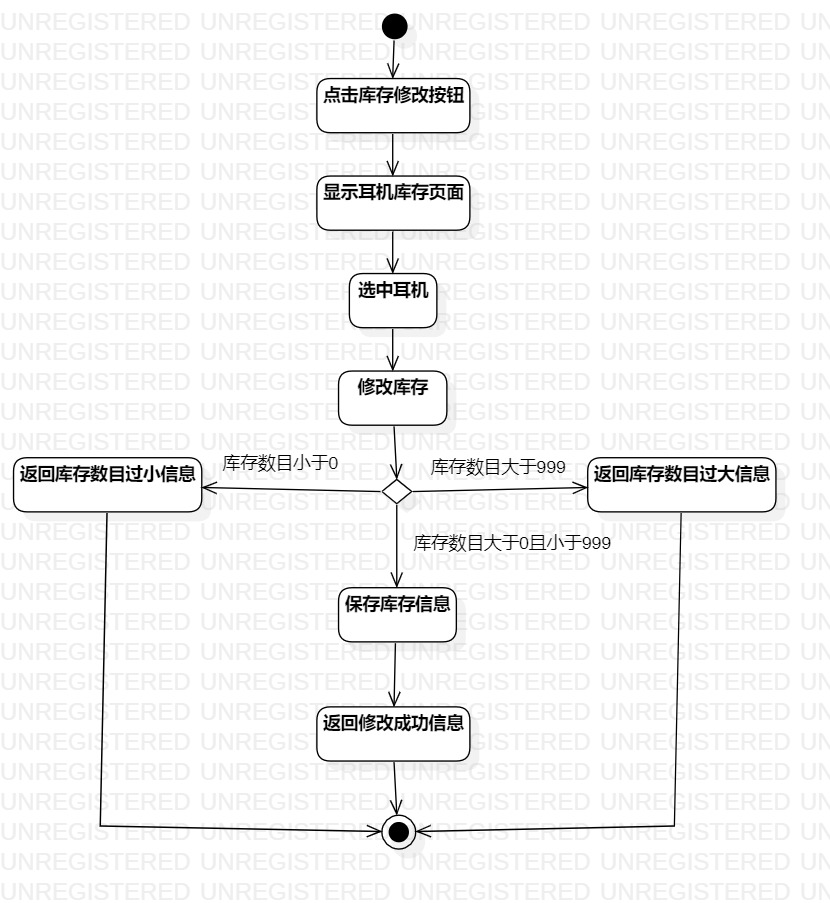 点击库存修改按钮
显示耳机库存页面
选中耳机
修改库存
库存数目小于0
库存数目大于999
返回库存数目过小信息
返回库存数目过大信息
库存数目大于0且小于999
保存库存信息
返回修改成功信息
UNREGISTERED